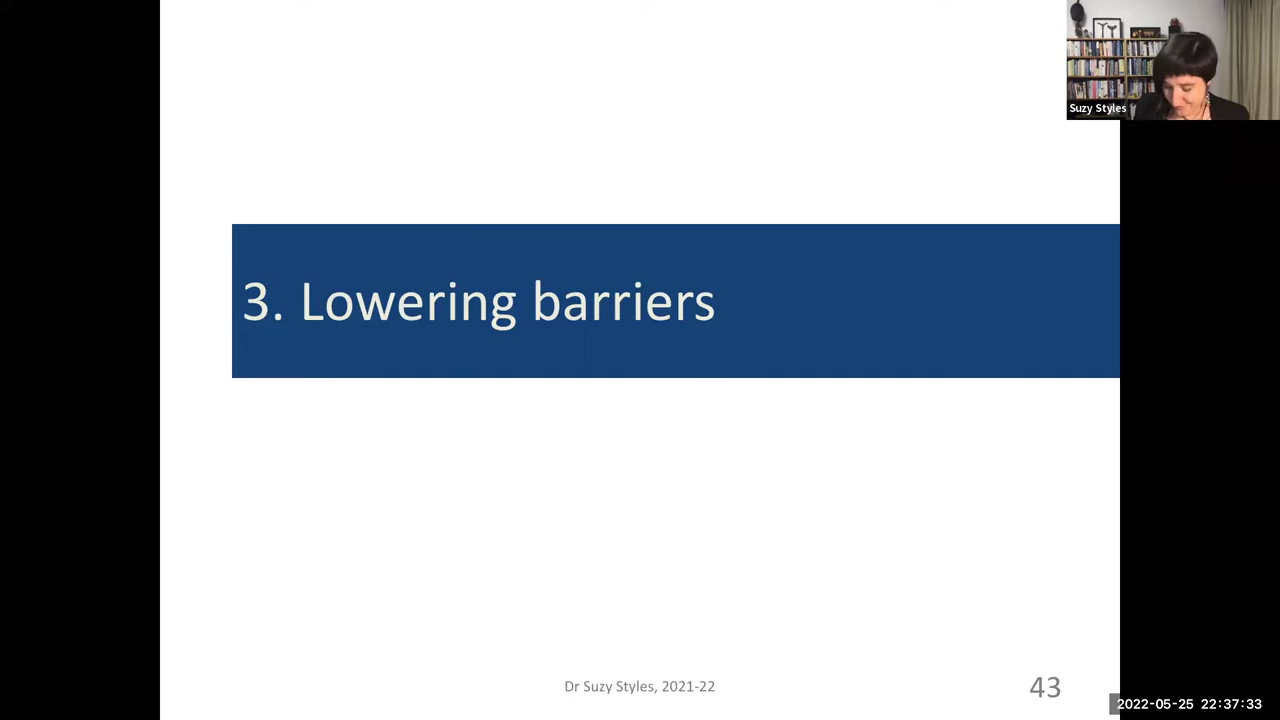 Suzy Styles
3. Lowering barriers
Dr Suzy Styles, 2021-22
43
2022-05-25 22:37:33